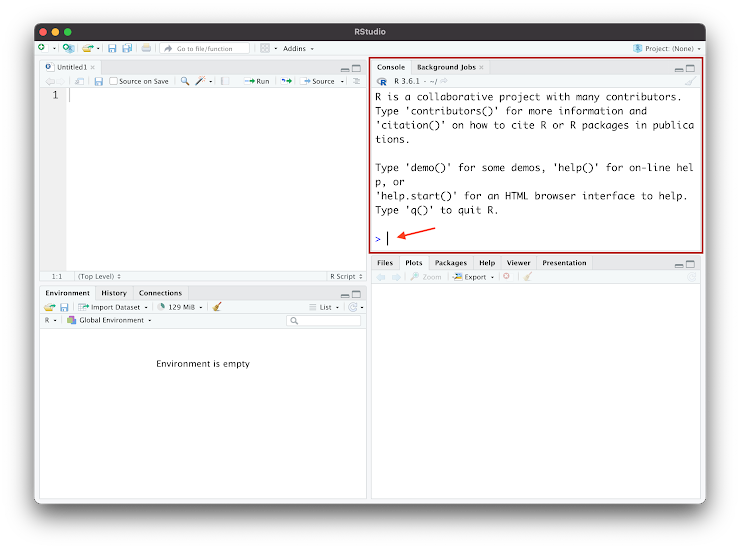 RStudio
Go to file/function
Addins
Project: (None)
Untitled1
Source on Save
Run
Source
1
1:1
(Top Level)
R Script
Console
Background Jobs
R 3.6.1 · ~/
R is a collaborative project with many contributors.
Type 'contributors()' for more information and
'citation()' on how to cite R or R packages in publica
tions.
Type 'demo()' for some demos, 'help()' for on-line hel
p, or
'help.start()' for an HTML browser interface to help.
Type 'q()' to quit R.
>
Environment
History
Connections
Import Dataset
129 MiB
List
R
Global Environment
Environment is empty
Files
Plots
Packages
Help
Viewer
Presentation
Zoom
Export